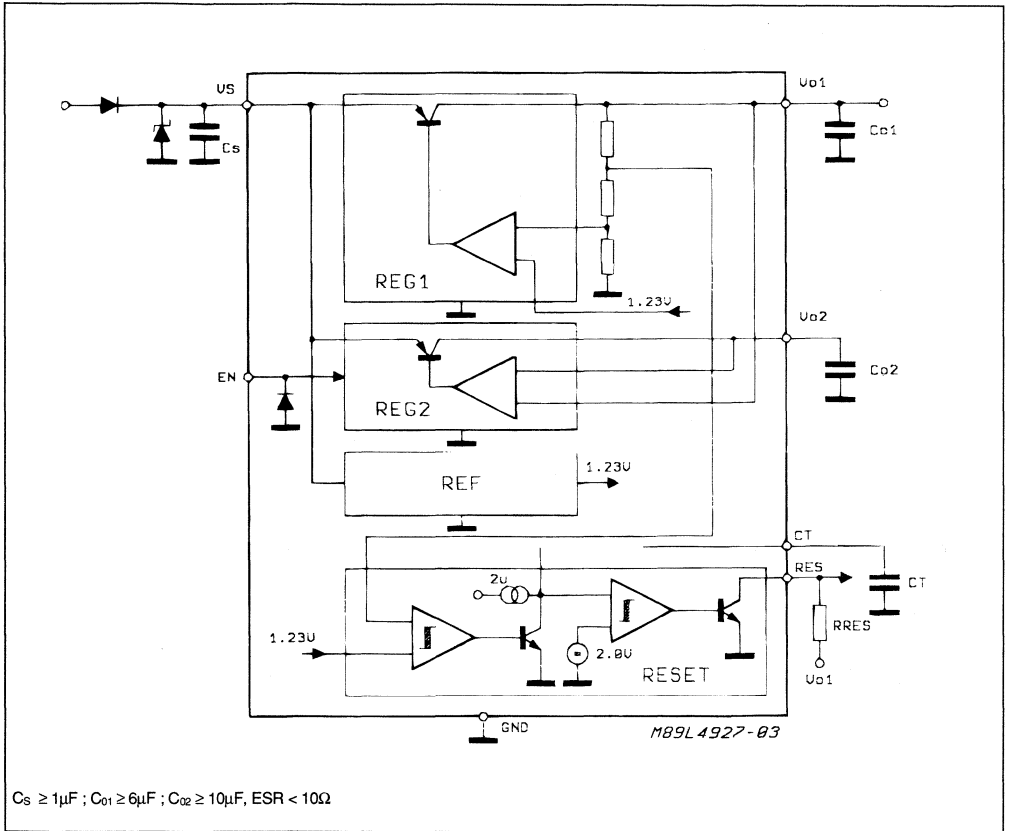 VS
Vo1
Cs
Co1
REG1
1.23V
Vo2
EN
Co2
REG2
1.23V
REF
CT
RES
2u
CT
1.23V
2.0V
RRES
RESET
Vo1
GND
M89L4927-03
CS ≥ 1µF ; C01 ≥ 6µF ; C02 ≥ 10µF, ESR < 10Ω